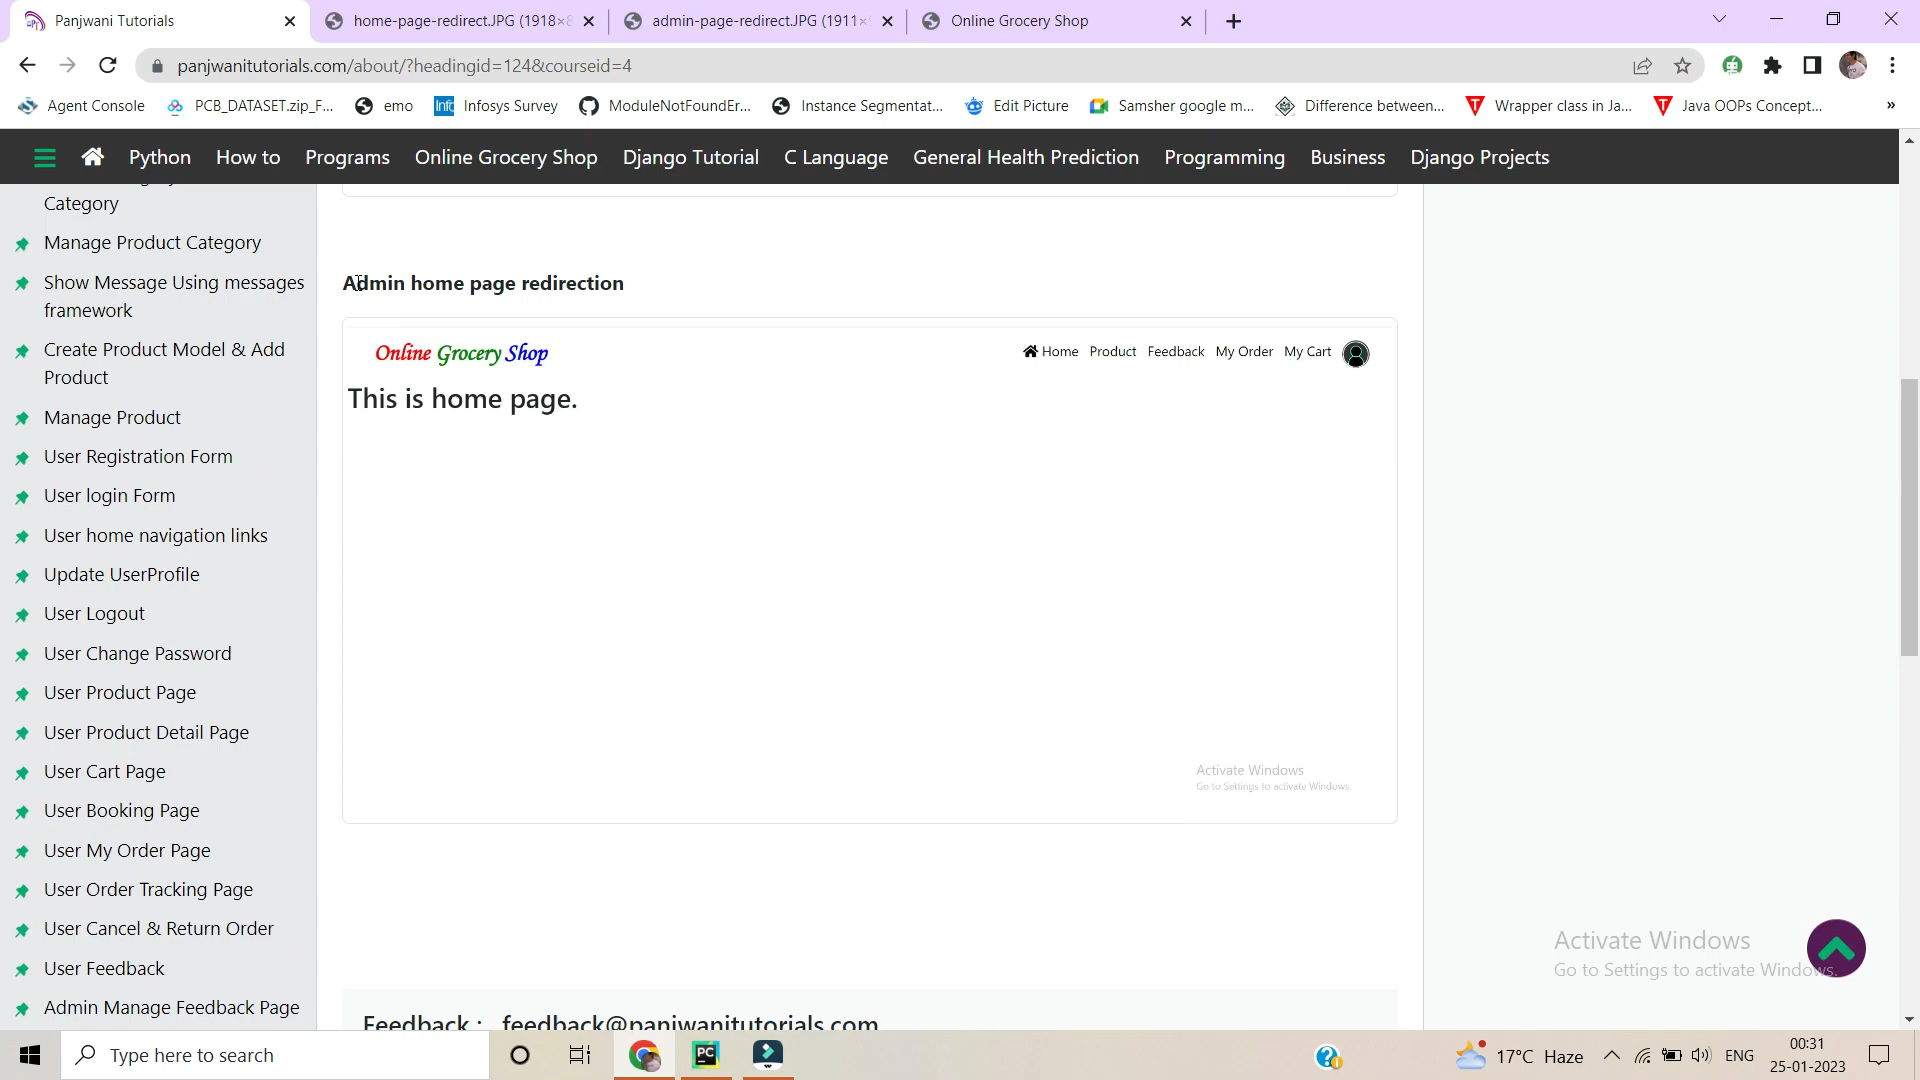 Panjwani Tutorials
home-page-redirect.JPG (1918×8
admin-page-redirect.JPG (1911×
Online Grocery Shop
panjwanitutorials.com/about/?headingid=124&courseid=4
Agent Console
PCB_DATASET.zip_F...
emo
Infosys Survey
ModuleNotFoundEr...
Instance Segmentat...
Edit Picture
Samsher google m...
Difference between...
Wrapper class in Ja...
Java OOPs Concept...
»
Python
How to
Programs
Online Grocery Shop
Django Tutorial
C Language
General Health Prediction
Programming
Business
Django Projects
Category
Manage Product Category
Show Message Using messages
framework
Create Product Model & Add
Product
Manage Product
User Registration Form
User login Form
User home navigation links
Update UserProfile
User Logout
User Change Password
User Product Page
User Product Detail Page
User Cart Page
User Booking Page
User My Order Page
User Order Tracking Page
User Cancel & Return Order
User Feedback
Admin Manage Feedback Page
Admin home page redirection
Online Grocery Shop
Home
Product
Feedback
My Order
My Cart
This is home page.
Activate Windows
Go to Settings to activate Windows.
Feedback : feedback@panjwanitutorials.com
Activate Windows
Go to Settings to activate Windows.
Type here to search
PC
17°C Haze
ENG
00:31
25-01-2023